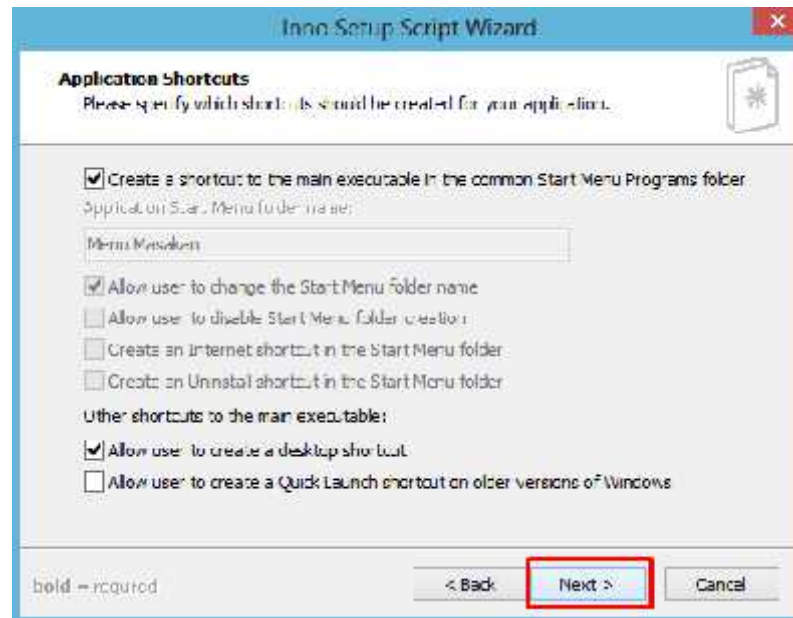 Inno Setup Script Wizard
Application Shortcuts
Please specify which shortcuts should be created for your application.
Create a shortcut to the main executable in the common Start Menu Programs folder
Application Start Menu folder name:
Menu Masakan
Allow user to change the Start Menu folder name
Allow user to disable Start Menu folder creation
Create an Internet shortcut in the Start Menu folder
Create an Uninstall shortcut in the Start Menu folder
Other shortcuts to the main executable:
Allow user to create a desktop shortcut
Allow user to create a Quick Launch shortcut on older versions of Windows
bold = required
< Back
Next >
Cancel